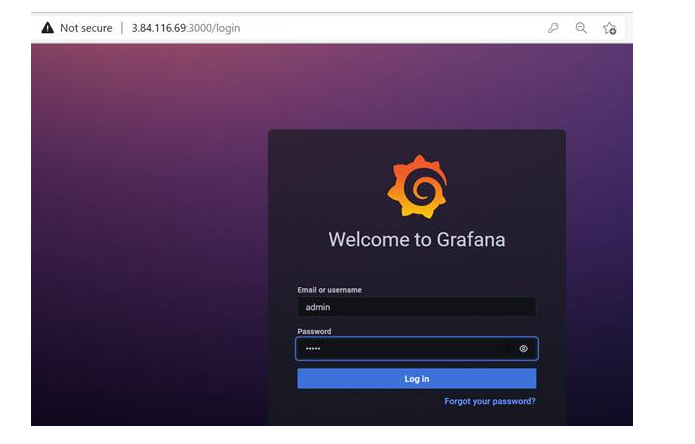 Not secure | 3.84.116.69:3000/login
Welcome to Grafana
Email or username
admin
Password
•••••
Log in
Forgot your password?